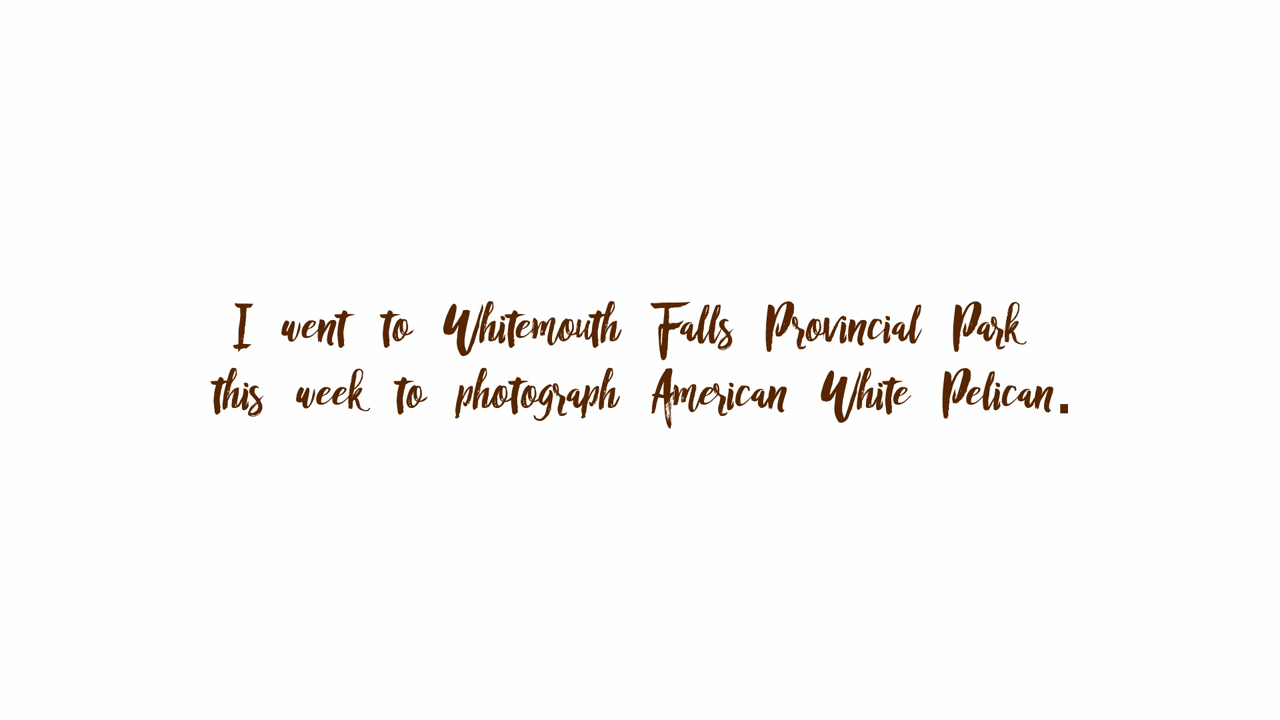 I went to Whitemouth Falls Provincial Park
this week to photograph American White Pelican.